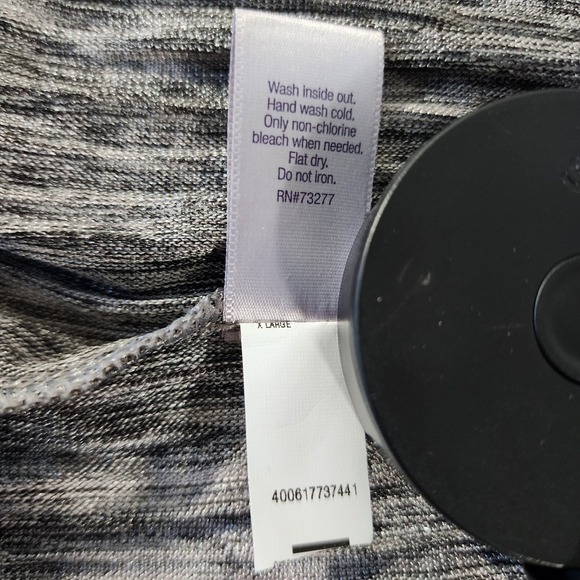 Wash inside out.
Hand wash cold.
Only non-chlorine
bleach when needed.
Flat dry.
Do not iron.
RN#73277
X LARGE
400617737441